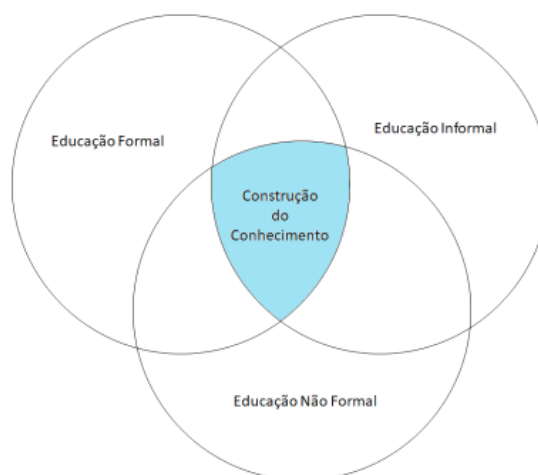 Educação Informal
Educação Formal
Construção
do
Conhecimento
Educação Não Formal